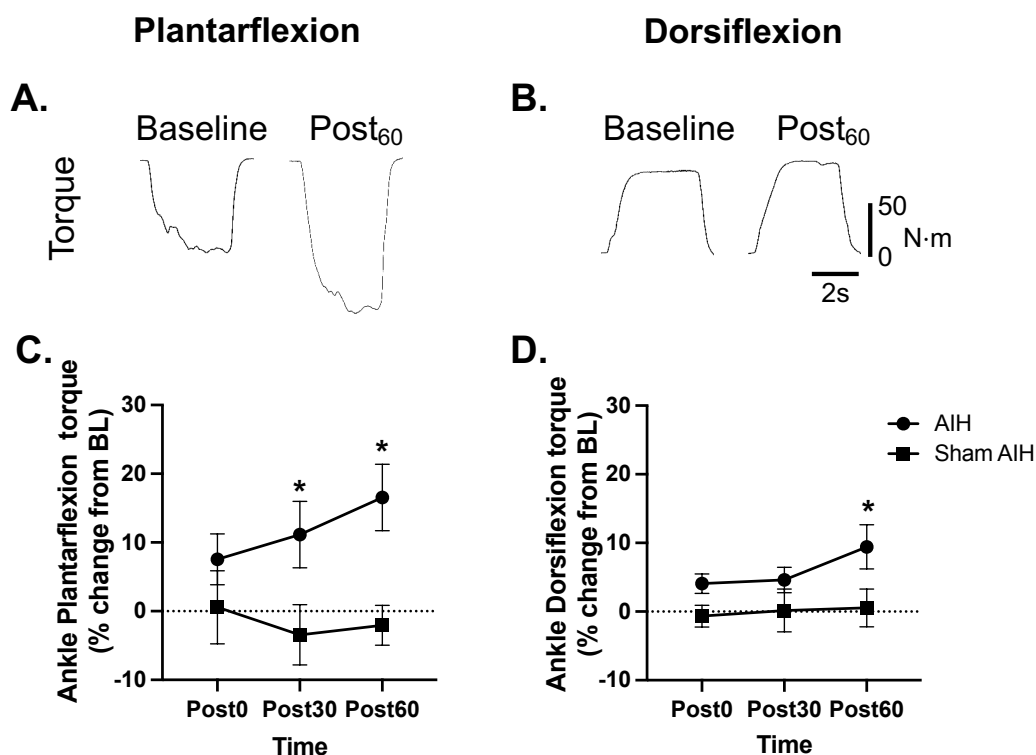 Plantarflexion
Dorsiflexion
A.
B.
Baseline
Post60
Baseline
Post60
Torque
50
N·m
0
2s
C.
D.
Ankle Plantarflexion torque
(% change from BL)
30
20
10
0
-10
*
*
Post0 Post30 Post60
Time
Ankle Dorsiflexion torque
(% change from BL)
30
20
10
0
-10
*
AIH
Sham AIH
Post0 Post30 Post60
Time